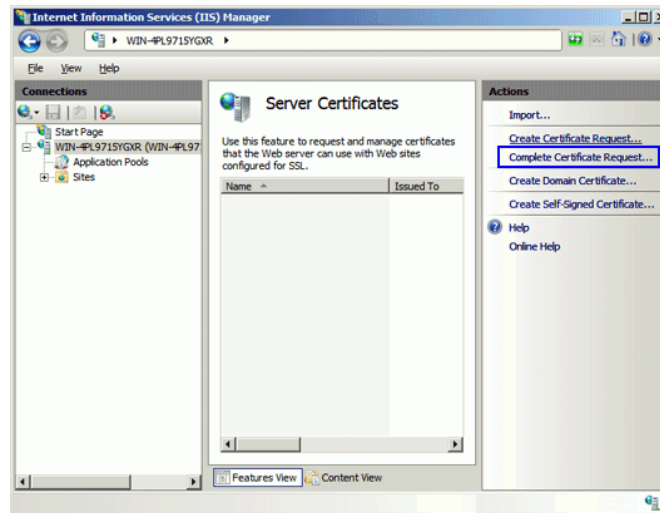 Internet Information Services (IIS) Manager
WIN-4PL9715YGXR
File View Help
Connections
Start Page
WIN-4PL9715YGXR (WIN-4PL97
Application Pools
Sites
Server Certificates
Use this feature to request and manage certificates
that the Web server can use with Web sites
configured for SSL.
Name Issued To
Features View Content View
Actions
Import...
Create Certificate Request...
Complete Certificate Request...
Create Domain Certificate...
Create Self-Signed Certificate...
Help
Online Help